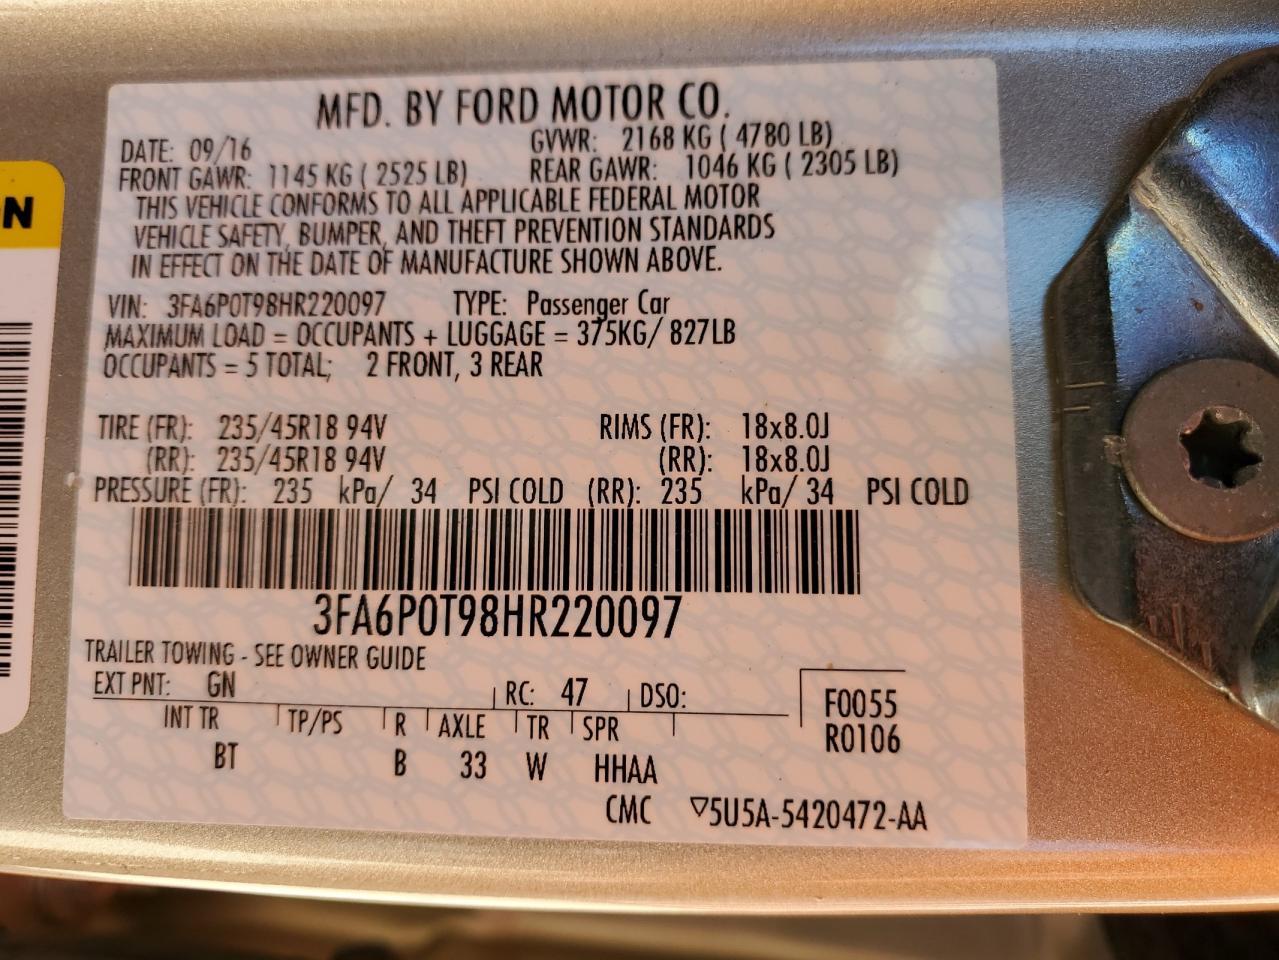 MFD. BY FORD MOTOR CO.
DATE: 09/16 GVWR: 2168 KG ( 4780 LB)
FRONT GAWR: 1145 KG ( 2525 LB) REAR GAWR: 1046 KG ( 2305 LB)
THIS VEHICLE CONFORMS TO ALL APPLICABLE FEDERAL MOTOR
VEHICLE SAFETY, BUMPER, AND THEFT PREVENTION STANDARDS
IN EFFECT ON THE DATE OF MANUFACTURE SHOWN ABOVE.
VIN: 3FA6P0T98HR220097 TYPE: Passenger Car
MAXIMUM LOAD = OCCUPANTS + LUGGAGE = 375KG/ 827LB
OCCUPANTS = 5 TOTAL; 2 FRONT, 3 REAR
TIRE (FR): 235/45R18 94V RIMS (FR): 18x8.0J
(RR): 235/45R18 94V (RR): 18x8.0J
PRESSURE (FR): 235 kPa/ 34 PSI COLD (RR): 235 kPa/ 34 PSI COLD
3FA6P0T98HR220097
TRAILER TOWING - SEE OWNER GUIDE
EXT PNT: GN RC: 47 DSO: F0055
INT TR TP/PS R AXLE TR SPR R0106
BT B 33 W HHAA
CMC ▽5U5A-5420472-AA